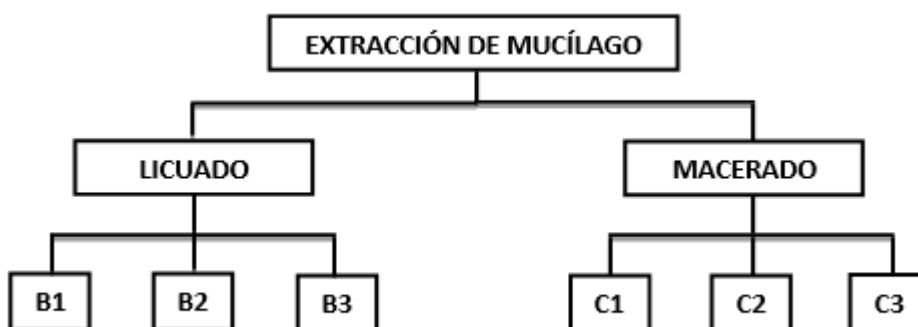 EXTRACCIÓN DE MUCÍLAGO
LICUADO
MACERADO
B1
B2
B3
C1
C2
C3